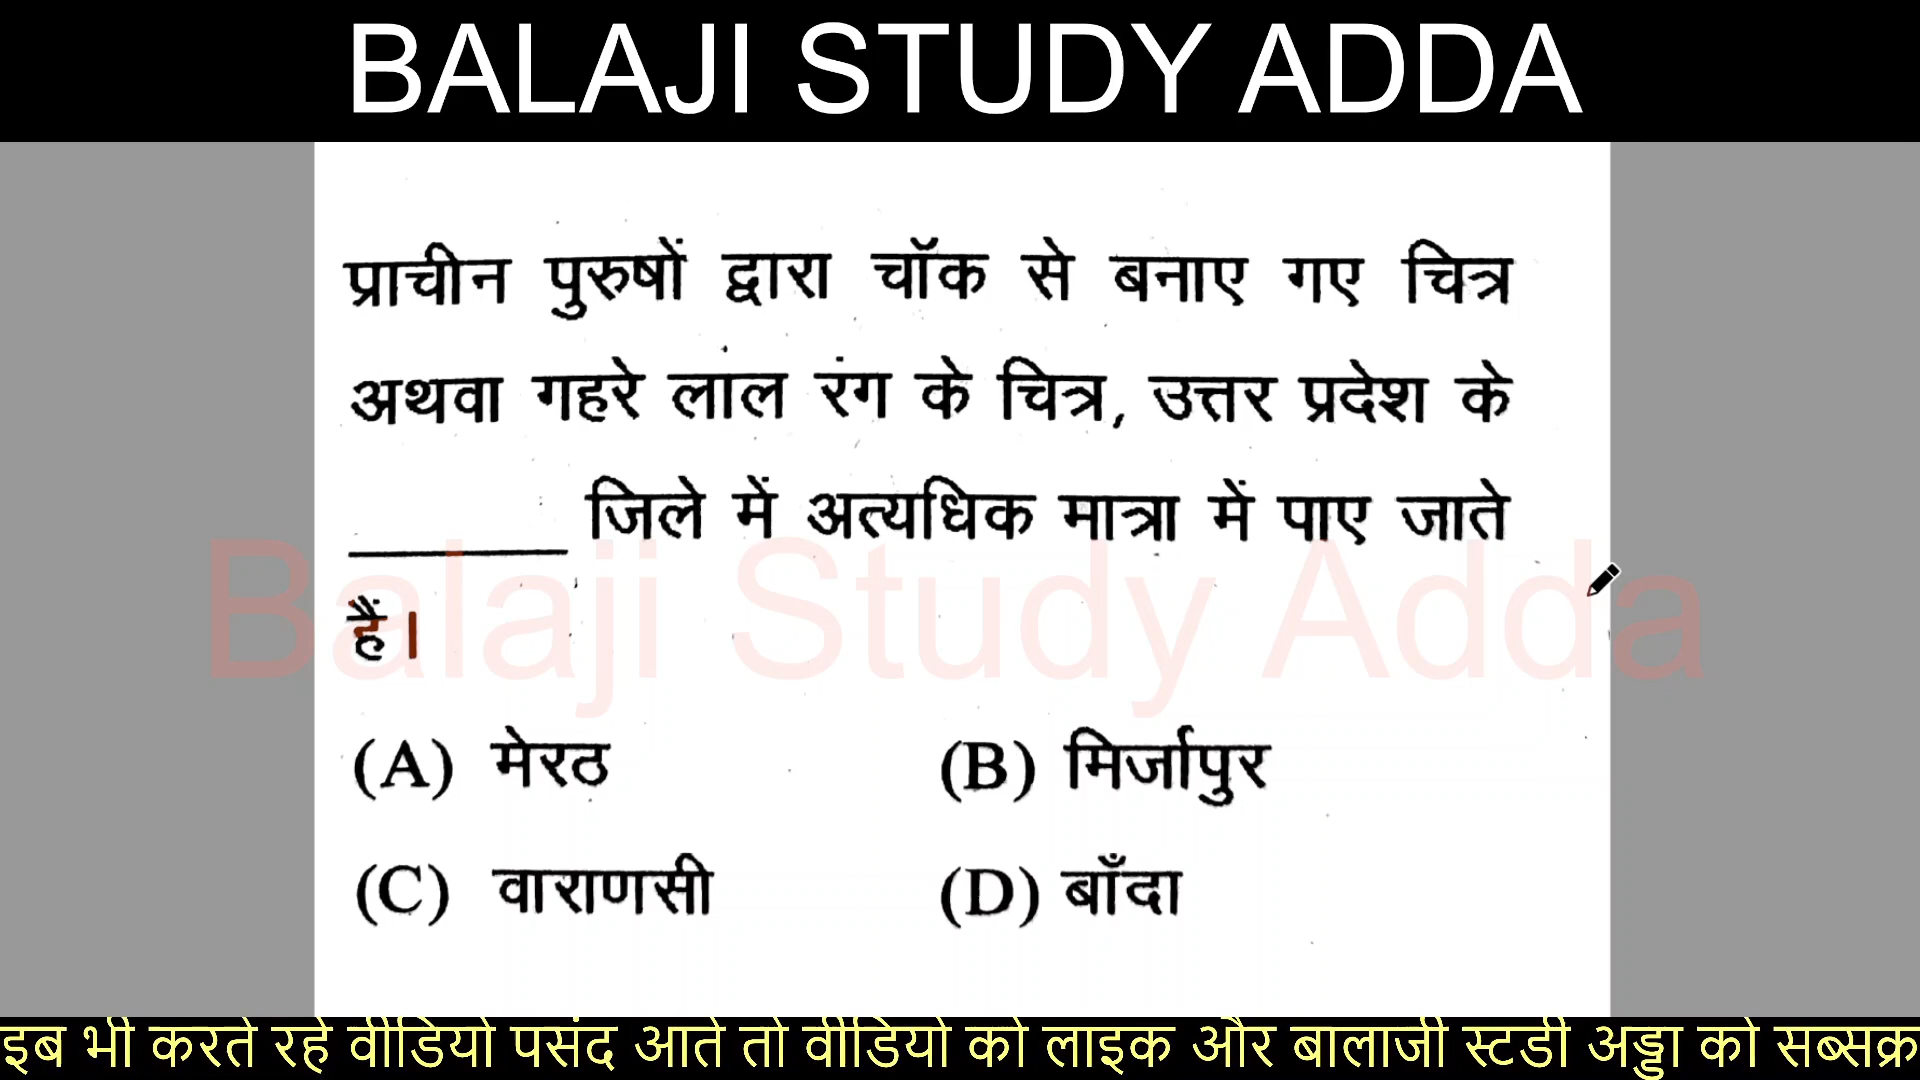 BALAJI STUDY ADDA
प्राचीन पुरुषों द्वारा चॉक से बनाए गए चित्र
अथवा गहरे लाल रंग के चित्र, उत्तर प्रदेश के
________ जिले में अत्यधिक मात्रा में पाए जाते
हैं।
Balaji Study Adda
(A) मेरठ (B) मिर्जापुर
(C) वाराणसी (D) बाँदा
इब भी करते रहे वीडियो पसंद आते तो वीडियो को लाइक और बालाजी स्टडी अड्डा को सब्सक्र